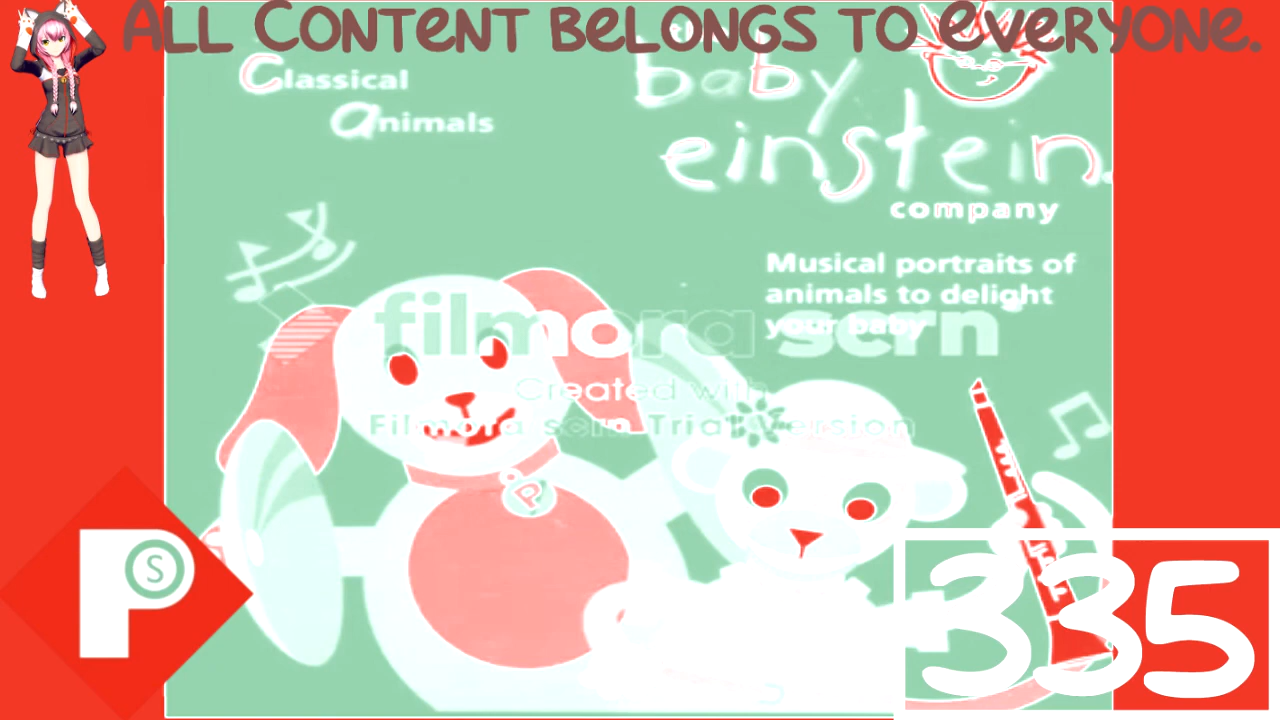 ALL CONTENT BELONGS TO EVERYONE.
Classical
Animals
the
baby
einstein
company
Musical portraits of
animals to delight
your baby
filmora scrn
Created with
Filmora scrn Trial Version
P
P
S
335